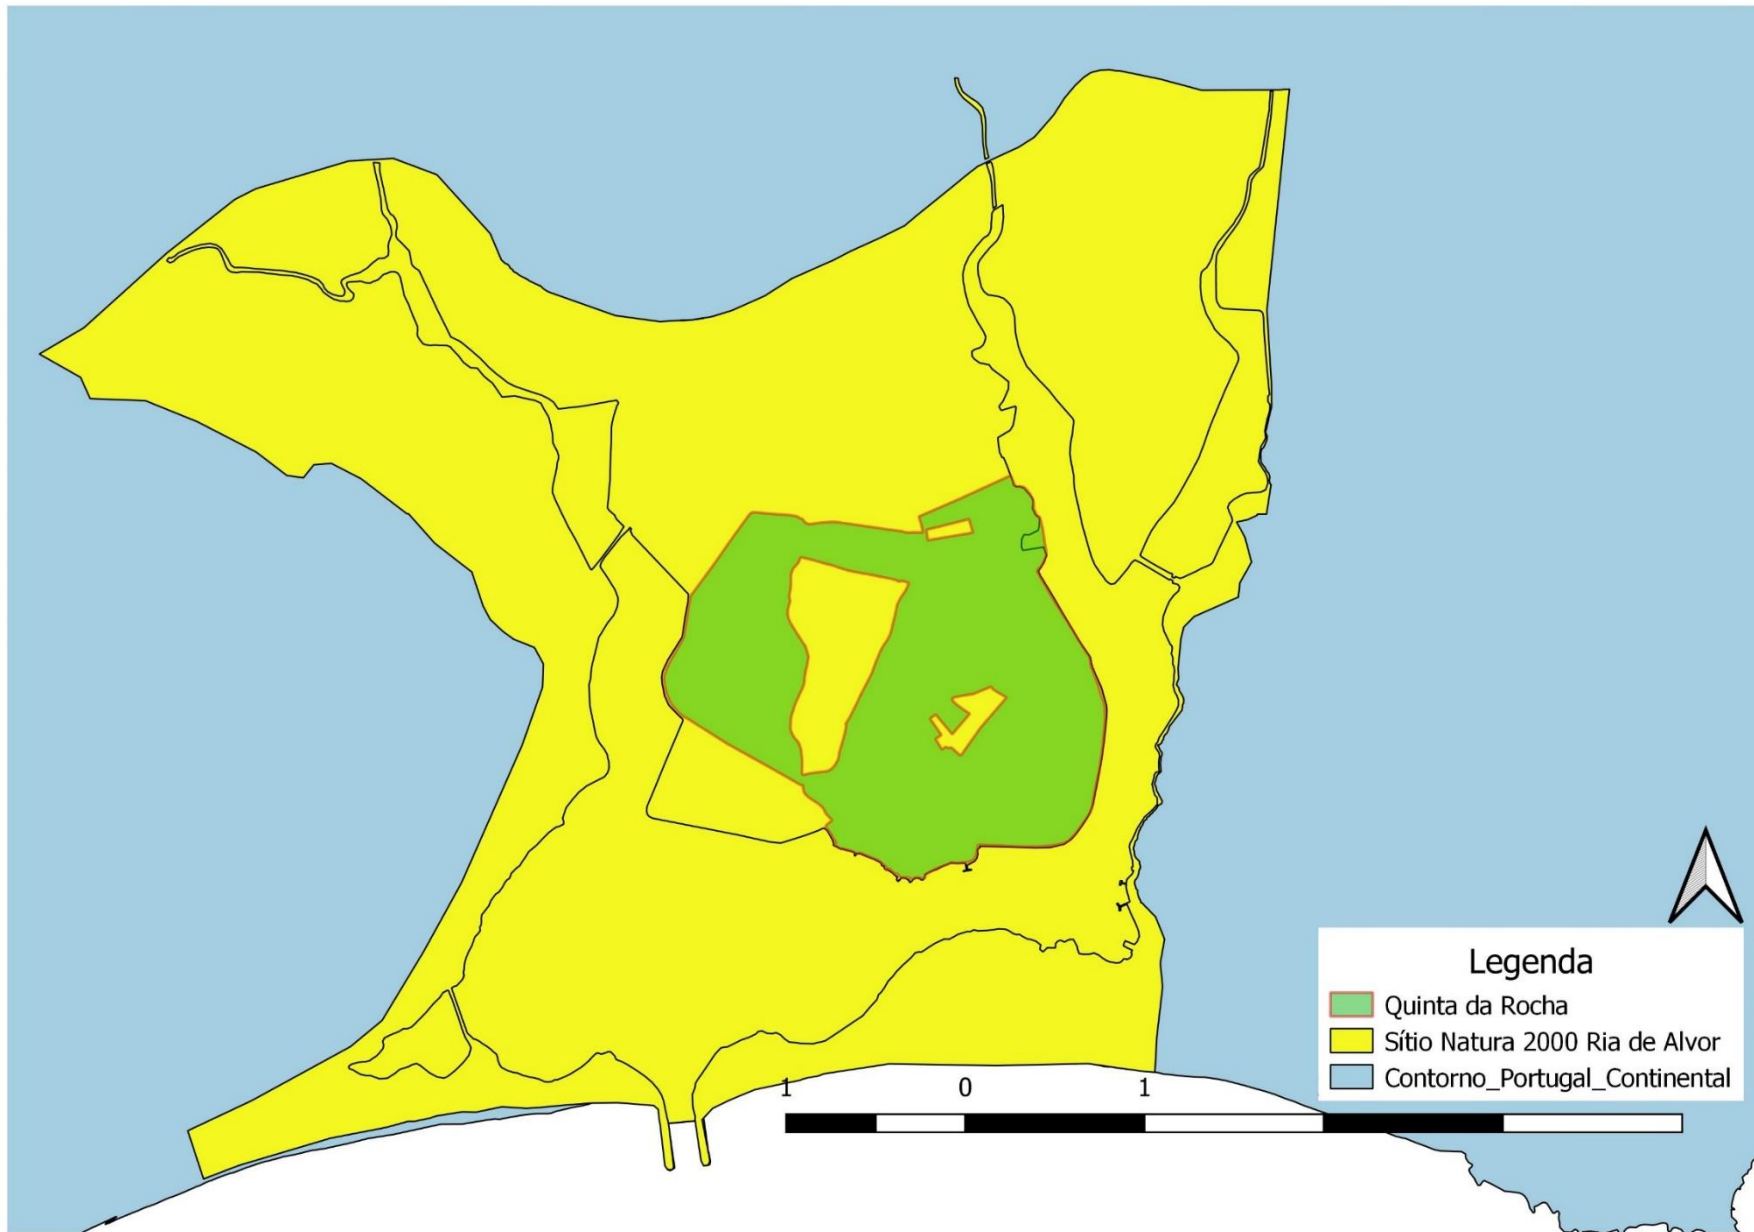 Legenda
Quinta da Rocha
Sítio Natura 2000 Ria de Alvor
Contorno_Portugal_Continental
1 0 1